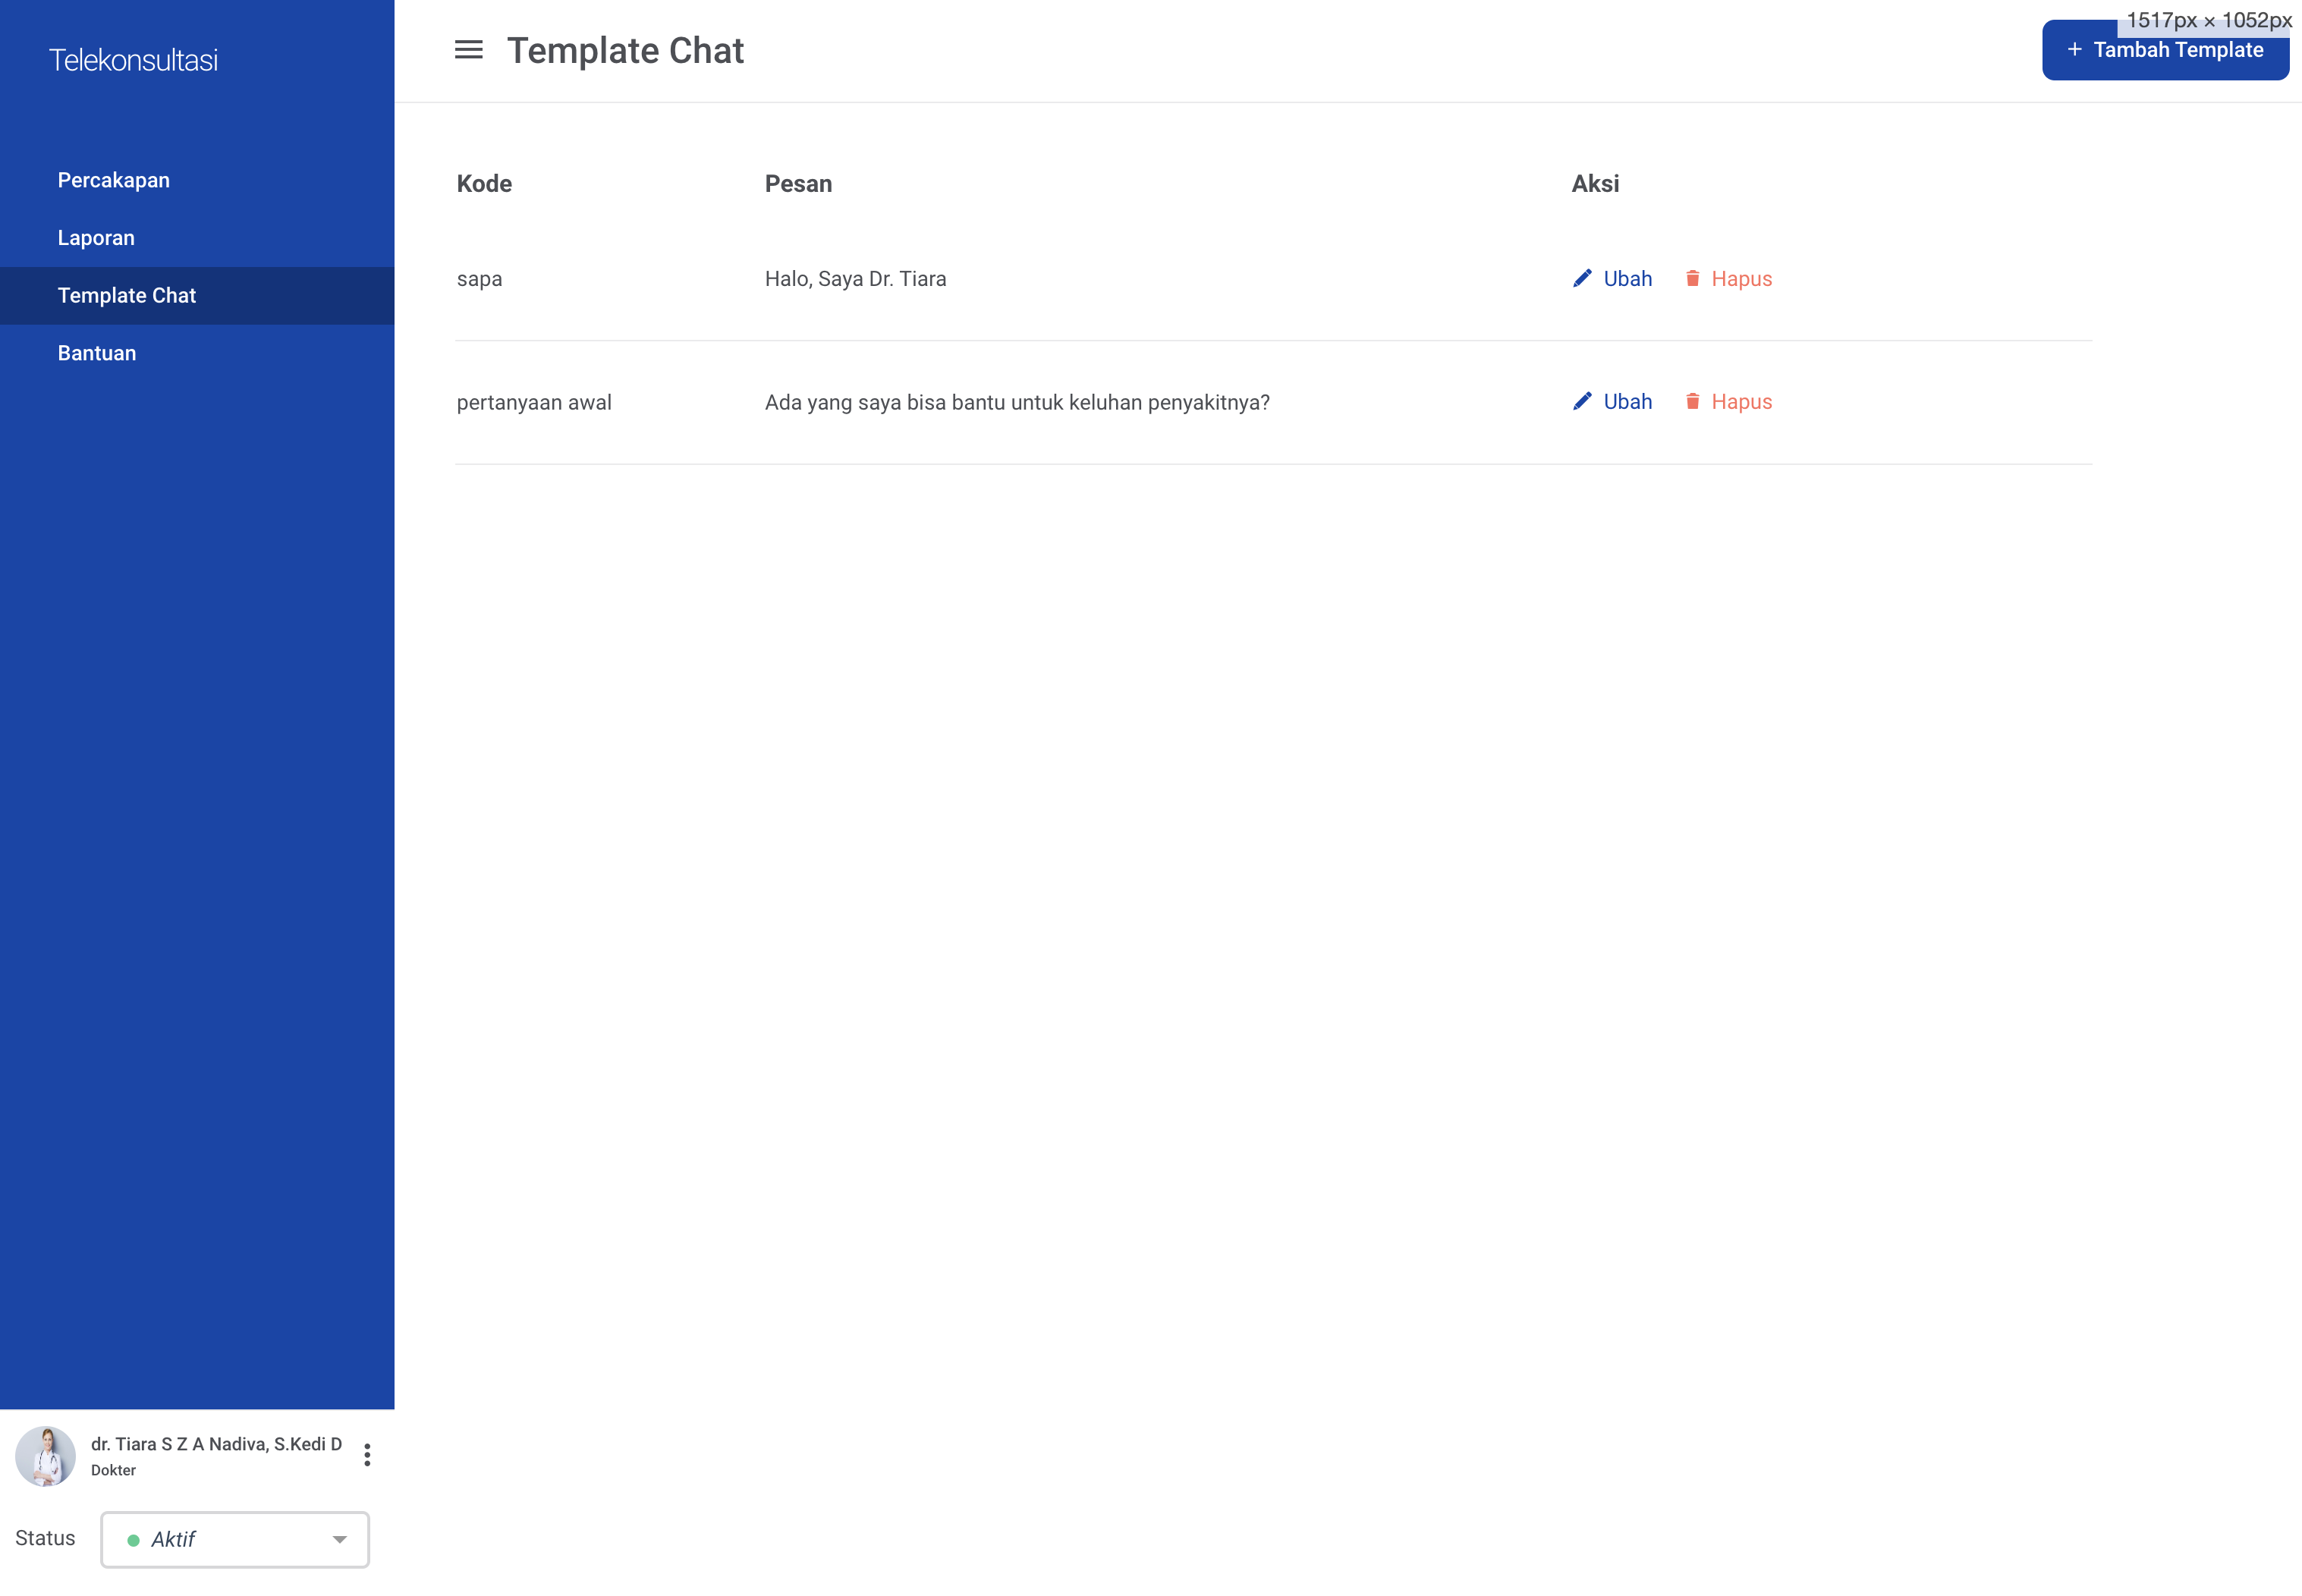 Telekonsultasi
Percakapan
Laporan
Template Chat
Bantuan
dr. Tiara S Z A Nadiva, S.Kedi D
Dokter
Status
Aktif
Template Chat
1517px × 1052px
+ Tambah Template
Kode Pesan Aksi
sapa Halo, Saya Dr. Tiara Ubah Hapus
pertanyaan awal Ada yang saya bisa bantu untuk keluhan penyakitnya? Ubah Hapus